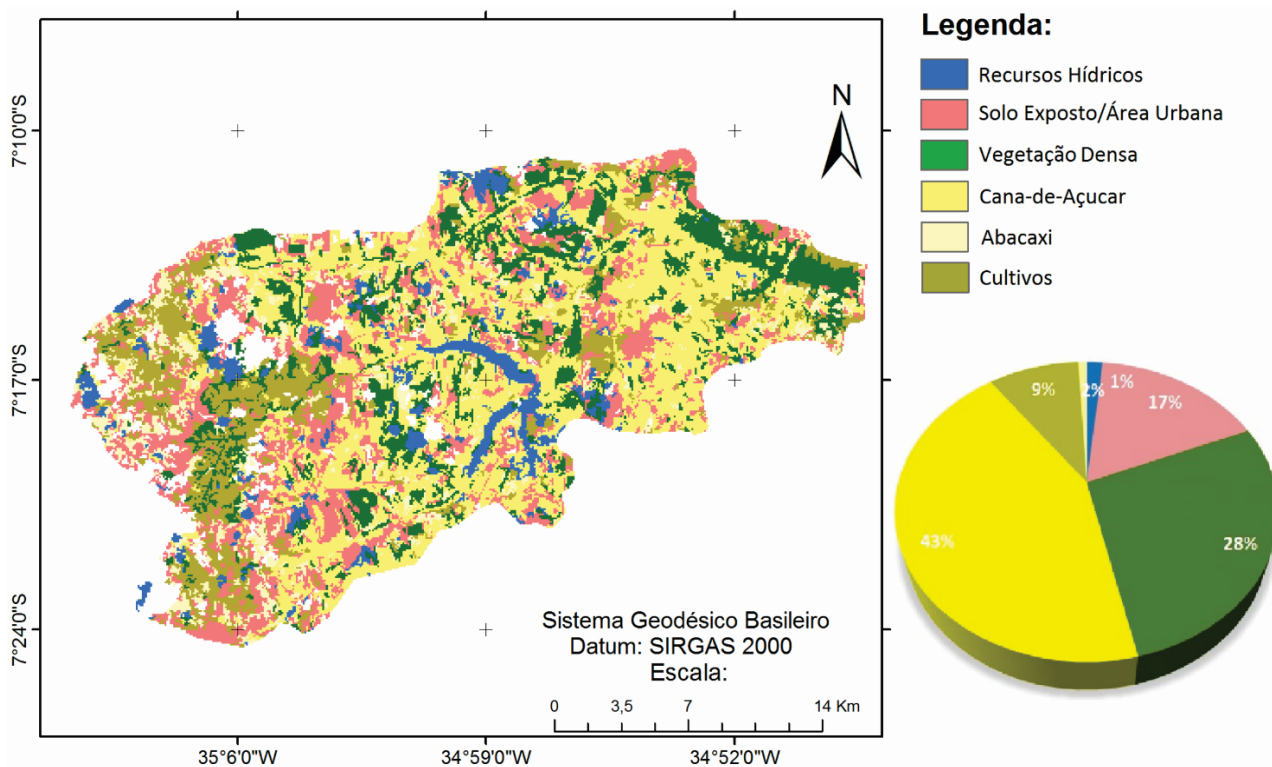 Legenda:
Recursos Hídricos
Solo Exposto/Área Urbana
Vegetação Densa
Cana-de-Açucar
Abacaxi
Cultivos
N
7°10'0"S
7°17'0"S
7°24'0"S
Sistema Geodésico Basileiro
Datum: SIRGAS 2000
Escala:
0 3,5 7 14 Km
35°6'0"W 34°59'0"W 34°52'0"W
9% 2% 1% 17%
43% 28%